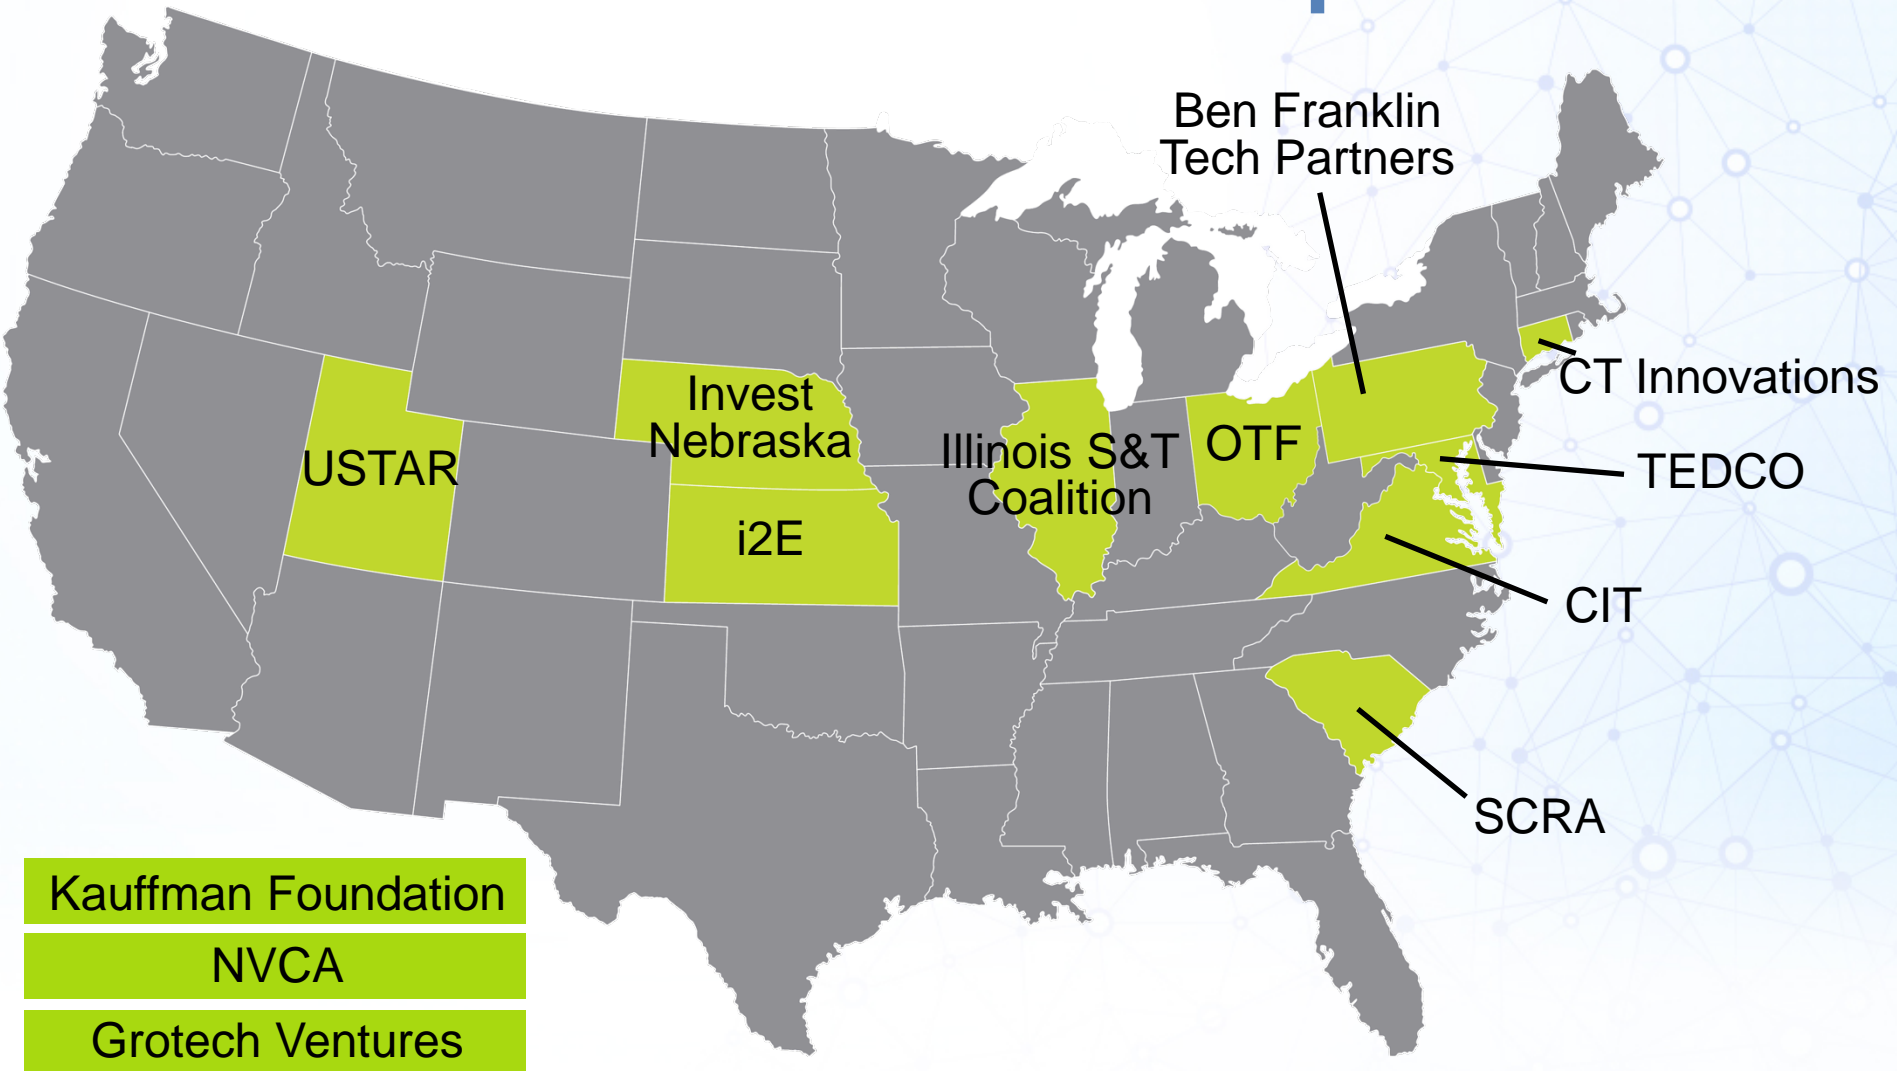 Ben Franklin
Tech Partners
CT Innovations
Invest
Nebraska
USTAR
Illinois S&T
Coalition
OTF
TEDCO
i2E
CIT
SCRA
Kauffman Foundation
NVCA
Grotech Ventures